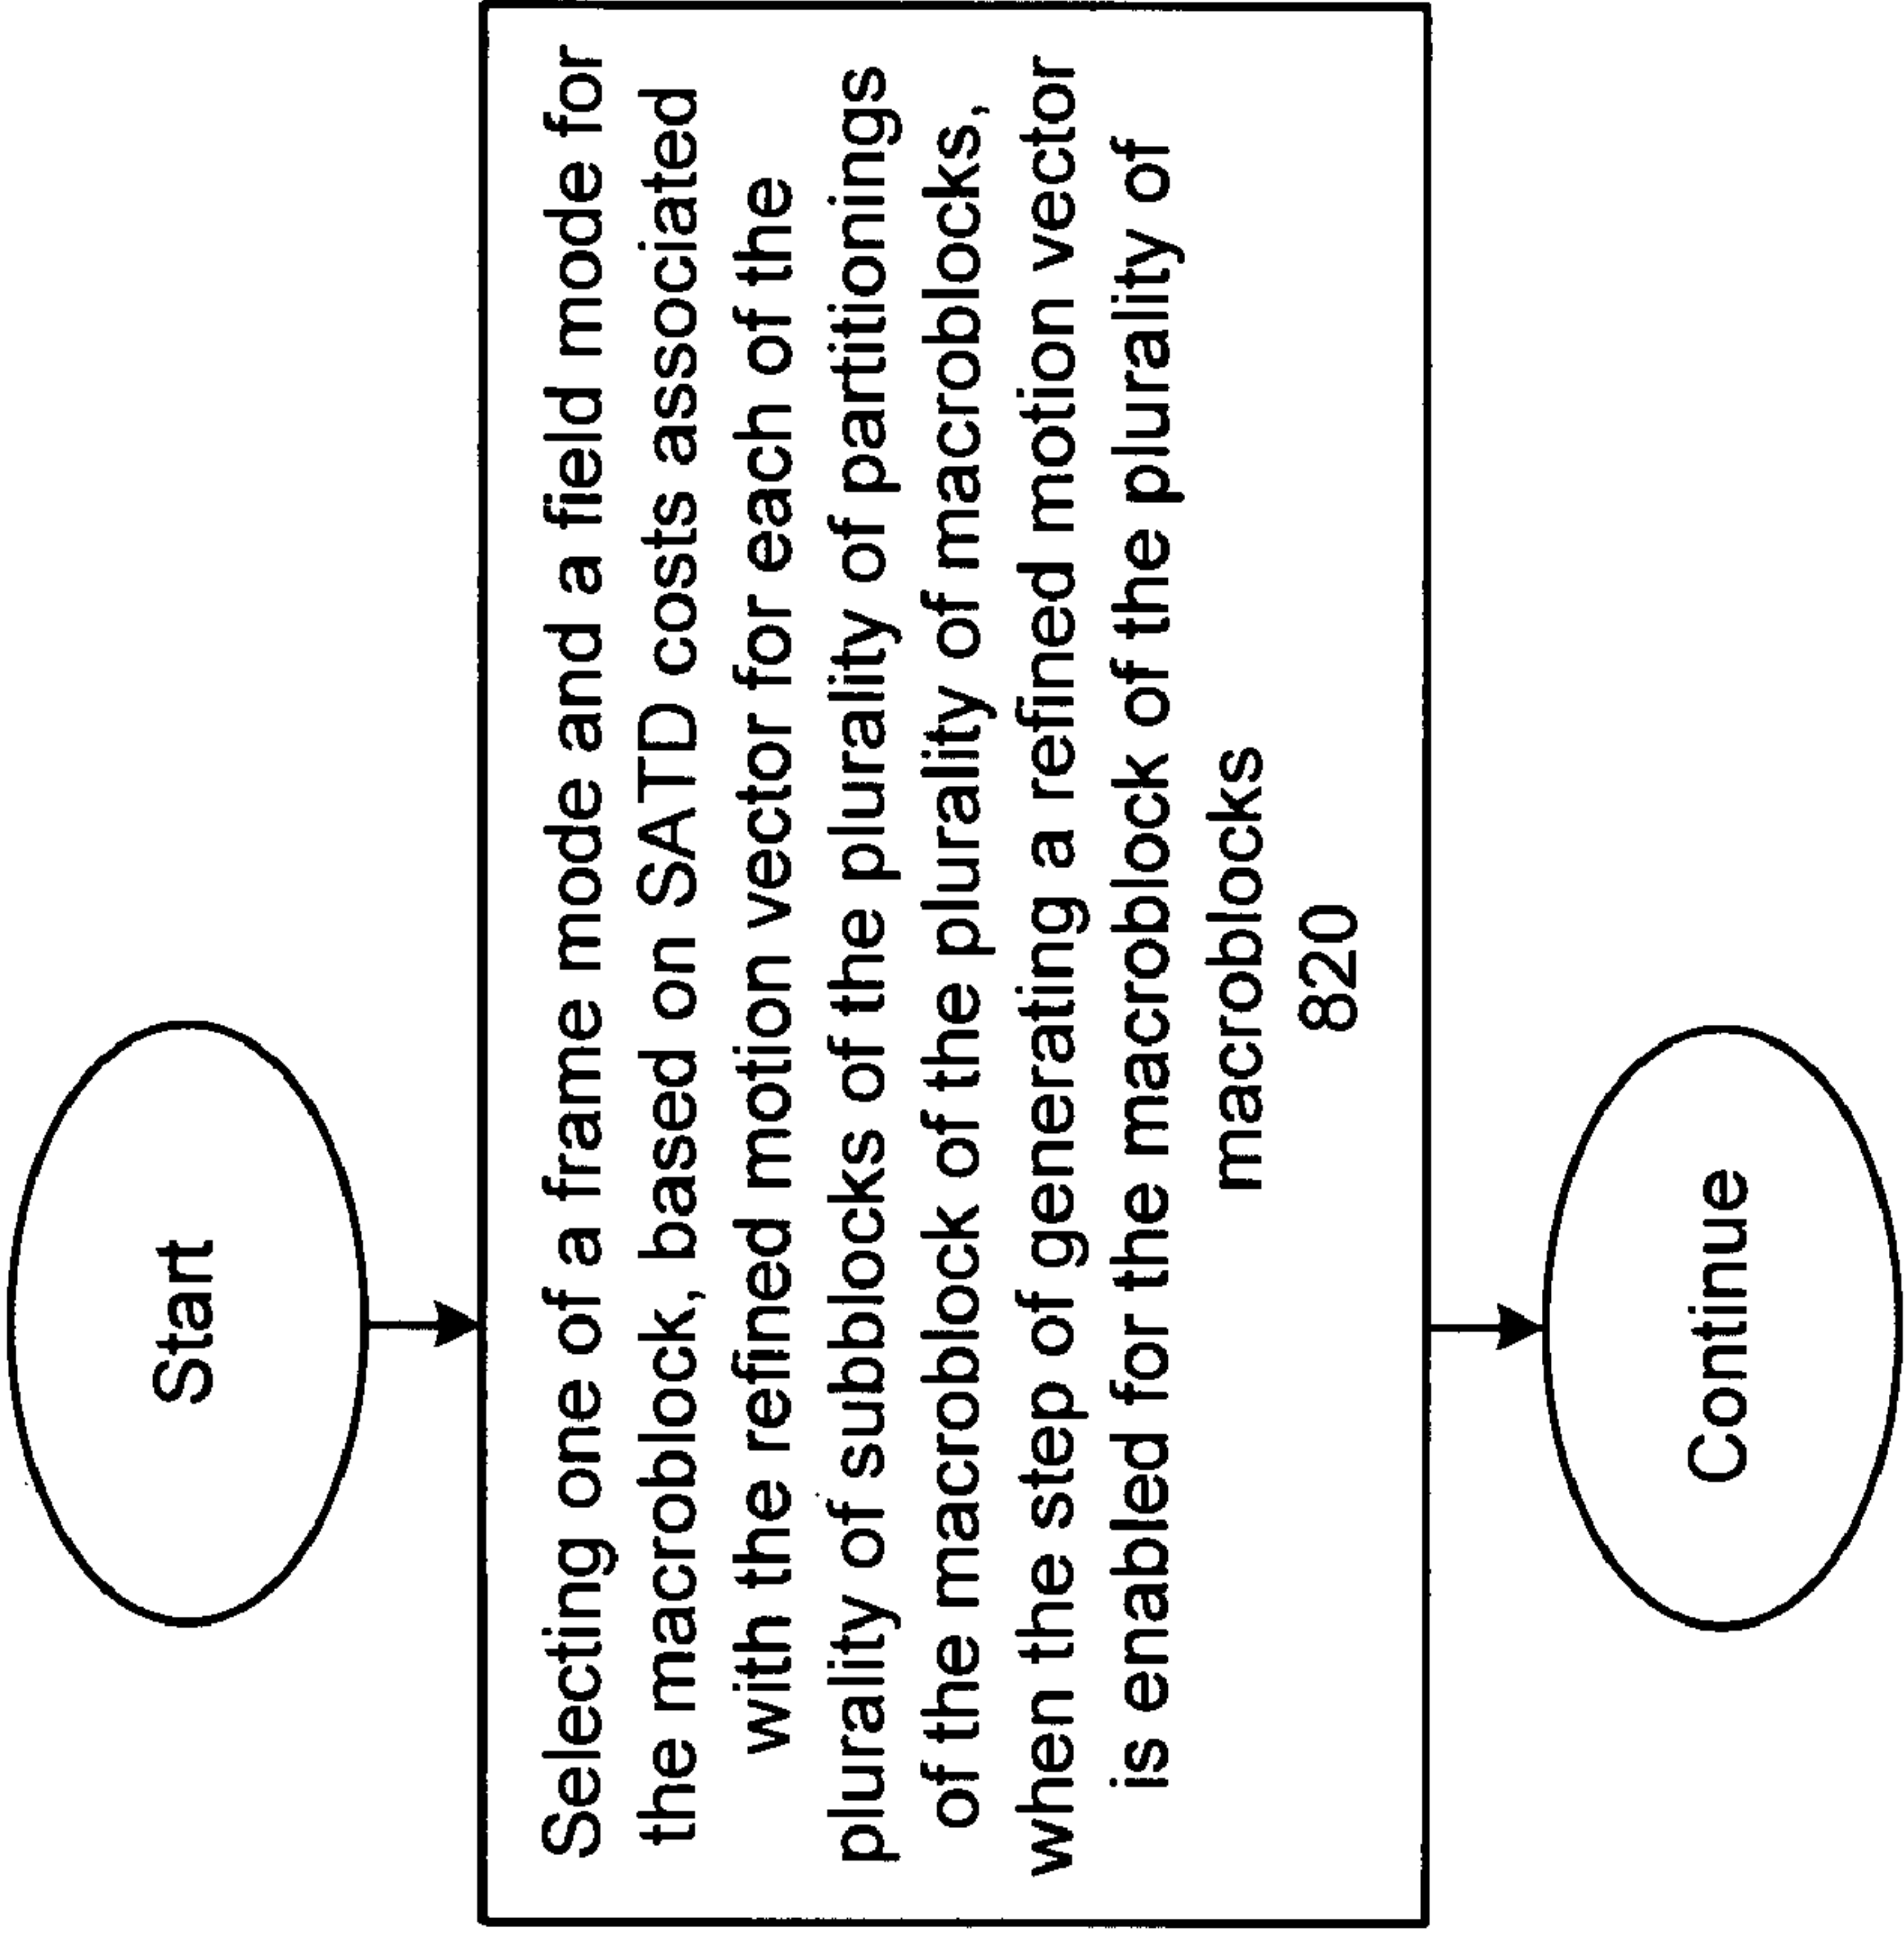 Start
Selecting one of a frame mode and a field mode for
the macroblock, based on SATD costs associated
with the refined motion vector for each of the
plurality of subblocks of the plurality of partitionings
of the macroblock of the plurality of macroblocks,
when the step of generating a refined motion vector
is enabled for the macroblock of the plurality of
macroblocks
820
Continue